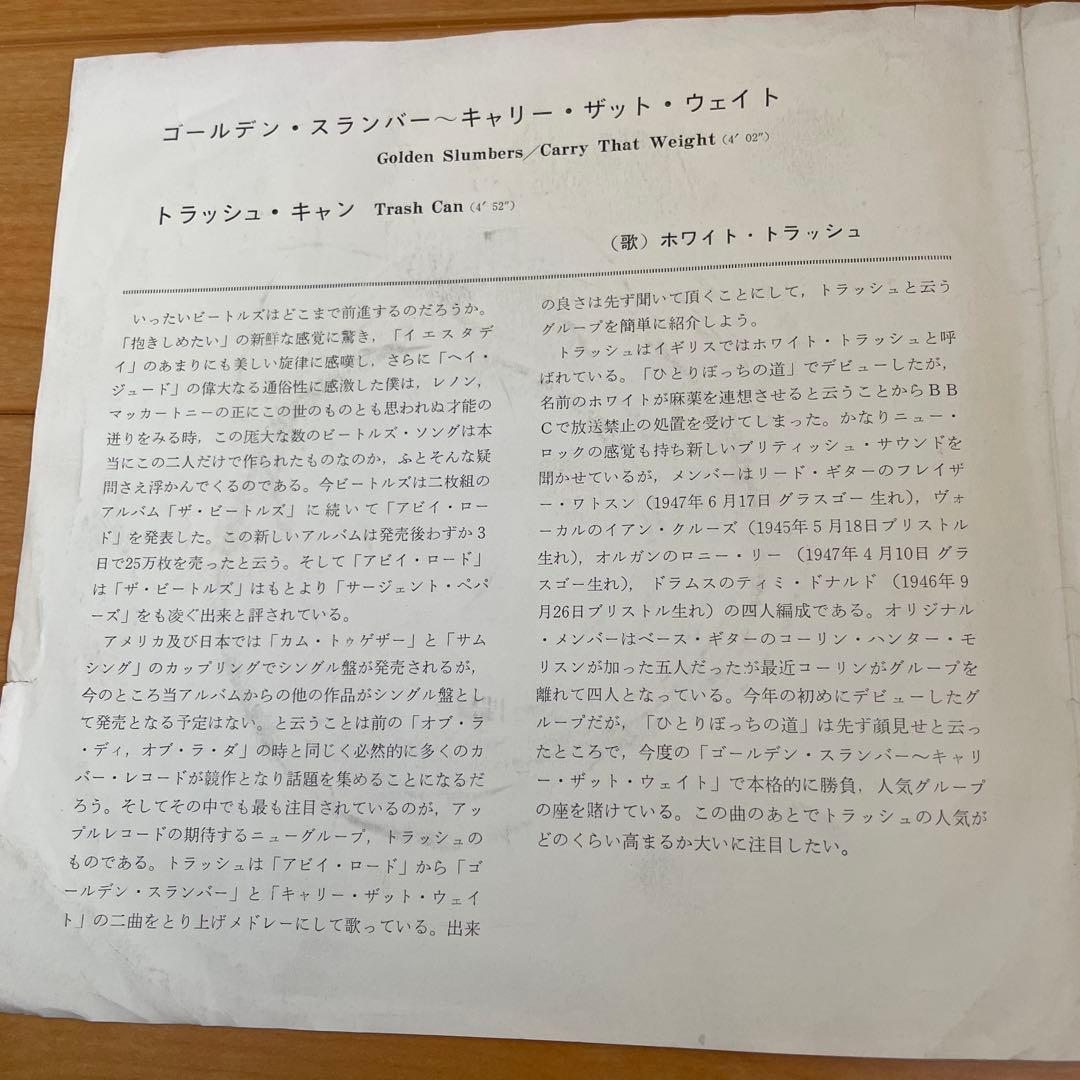 ゴールデン・スランバー～キャリー・ザット・ウェイト
Golden Slumbers／Carry That Weight（4′ 02″）
トラッシュ・キャン Trash Can（4′ 52″）
（歌）ホワイト・トラッシュ
いったいビートルズはどこまで前進するのだろうか。
「抱きしめたい」の新鮮な感覚に驚き，「イエスタデ
イ」のあまりにも美しい旋律に感嘆し，さらに「ヘイ・
ジュード」の偉大なる通俗性に感激した僕は，レノン，
マッカートニーの正にこの世のものとも思われぬ才能の
迸りをみる時，この厖大な数のビートルズ・ソングは本
当にこの二人だけで作られたものなのか，ふとそんな疑
問さえ浮かんでくるのである。今ビートルズは二枚組の
アルバム「ザ・ビートルズ」に続いて「アビイ・ロー
ド」を発表した。この新しいアルバムは発売後わずか3
日で25万枚を売ったと云う。そして「アビイ・ロード」
は「ザ・ビートルズ」はもとより「サージェント・ペパ
ーズ」をも凌ぐ出来と評されている。
アメリカ及び日本では「カム・トゥゲザー」と「サム
シング」のカップリングでシングル盤が発売されるが，
今のところ当アルバムからの他の作品がシングル盤とし
て発売となる予定はない。と云うことは前の「オブ・ラ
・ディ，オブ・ラ・ダ」の時と同じく必然的に多くのカ
バー・レコードが競作となり話題を集めることになるだ
ろう。そしてその中でも最も注目されているのが，アッ
プルレコードの期待するニューグループ，トラッシュの
ものである。トラッシュは「アビイ・ロード」から「ゴ
ールデン・スランバー」と「キャリー・ザット・ウェイ
ト」の二曲をとり上げメドレーにして歌っている。出来
の良さは先ず聞いて頂くことにして，トラッシュと云う
グループを簡単に紹介しよう。
トラッシュはイギリスではホワイト・トラッシュと呼
ばれている。「ひとりぼっちの道」でデビューしたが，
名前のホワイトが麻薬を連想させると云うことからBB
Cで放送禁止の処置を受けてしまった。かなりニュー・
ロックの感覚も持ち新しいブリティッシュ・サウンドを
聞かせているが，メンバーはリード・ギターのフレイザ
ー・ワトスン（1947年6月17日グラスゴー生れ），ヴォ
ーカルのイアン・クルーズ（1945年5月18日ブリストル
生れ），オルガンのロニー・リー（1947年4月10日グラ
スゴー生れ），ドラムスのティミ・ドナルド（1946年9
月26日ブリストル生れ）の四人編成である。オリジナル
・メンバーはベース・ギターのコーリン・ハンター・モ
リスンが加った五人だったが最近コーリンがグループを
離れて四人となっている。今年の初めにデビューしたグ
ループだが，「ひとりぼっちの道」は先ず顔見せと云っ
たところで，今度の「ゴールデン・スランバー～キャリ
ー・ザット・ウェイト」で本格的に勝負，人気グループ
の座を賭けている。この曲のあとでトラッシュの人気が
どのくらい高まるか大いに注目したい。